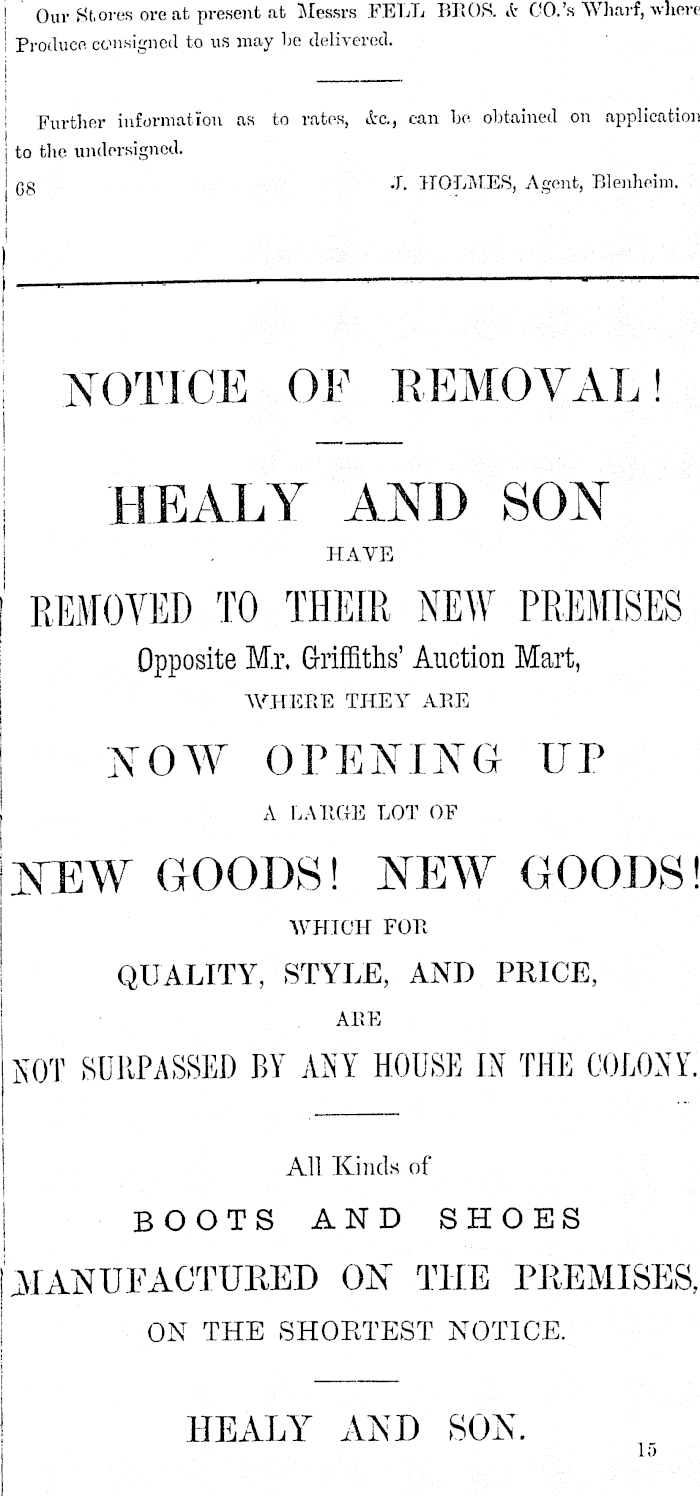 Our Stores ore at present at Messrs FELL BROS. & CO.'s Wharf, where
Produce consigned to us may be delivered.
Further information as to rates, &c., can be obtained on application
to the undersigned.
68 J. HOLMES, Agent, Blenheim.
NOTICE OF REMOVAL!
HEALY AND SON
HAVE
REMOVED TO THEIR NEW PREMISES
Opposite Mr. Griffiths' Auction Mart,
WHERE THEY ARE
NOW OPENING UP
A LARGE LOT OF
NEW GOODS! NEW GOODS!
WHICH FOR
QUALITY, STYLE, AND PRICE,
ARE
NOT SURPASSED BY ANY HOUSE IN THE COLONY.
All Kinds of
BOOTS AND SHOES
MANUFACTURED ON THE PREMISES,
ON THE SHORTEST NOTICE.
HEALY AND SON.
15